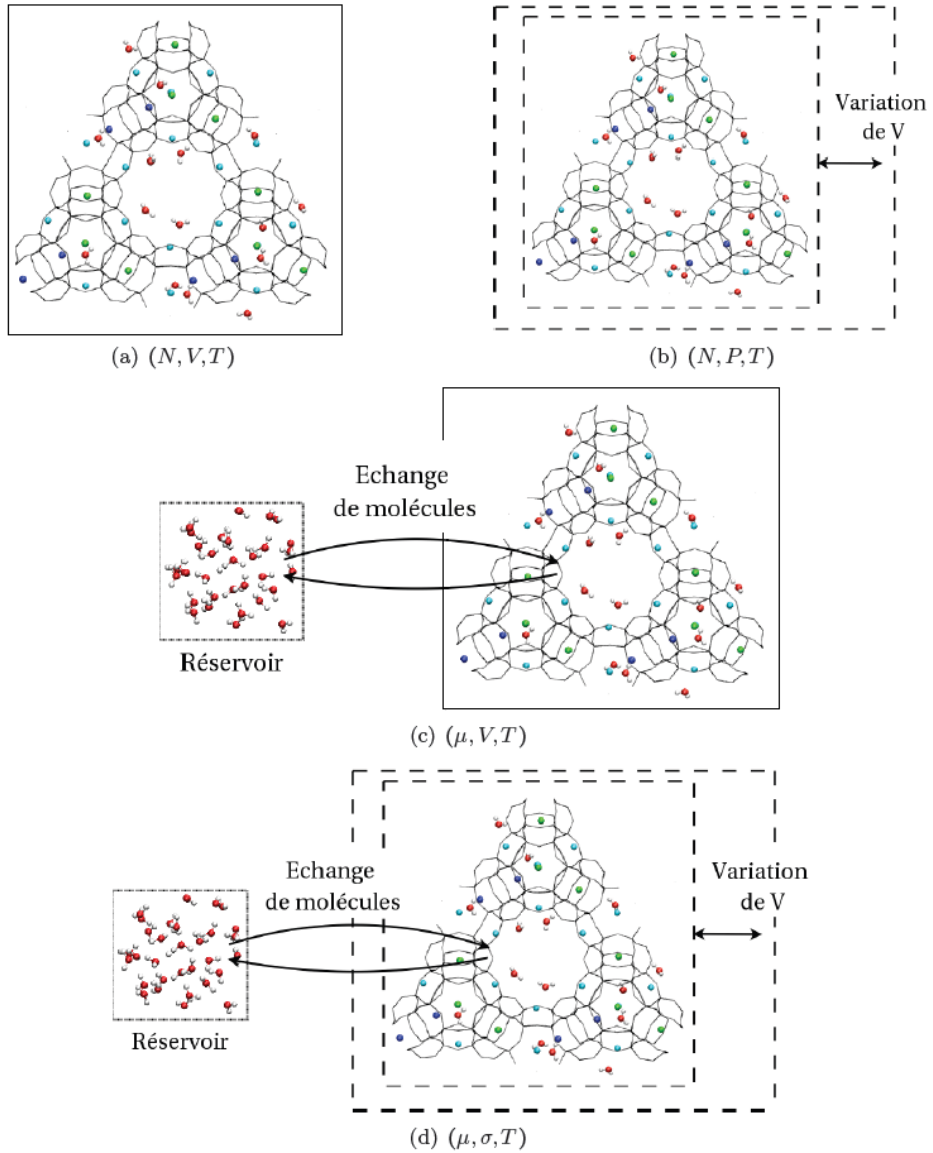 Variation
de V
(a) (N, V, T)
(b) (N, P, T)
Echange
de molécules
Réservoir
(c) (μ, V, T)
Echange
de molécules
Variation
de V
Réservoir
(d) (μ, σ, T)